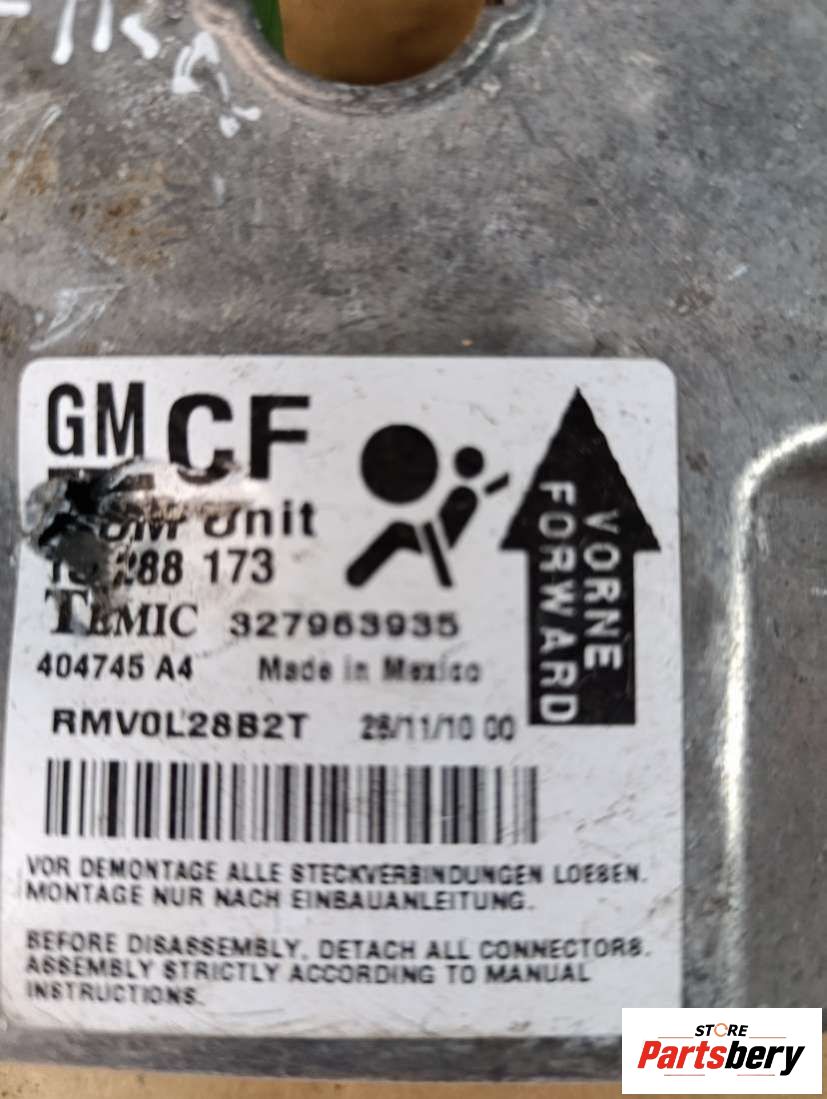 GM CF
Unit
288 173
TEMIC 327963935
404745 A4 Made in Mexico
RMV0L28B2T 26/11/10 00
VORNE
FORWARD
VOR DEMONTAGE ALLE STECKVERBINDUNGEN LOESEN.
MONTAGE NUR NACH EINBAUANLEITUNG.
BEFORE DISASSEMBLY, DETACH ALL CONNECTORS.
ASSEMBLY STRICTLY ACCORDING TO MANUAL
INSTRUCTIONS.
STORE
Partsbery